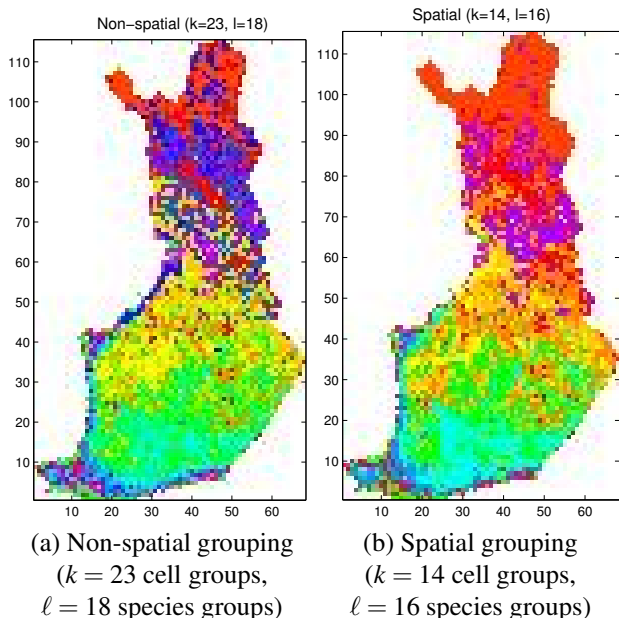 Non-spatial (k=23, l=18)
110
100
90
80
70
60
50
40
30
20
10
10 20 30 40 50 60
(a) Non-spatial grouping
(k = 23 cell groups,
ℓ = 18 species groups)
Spatial (k=14, l=16)
110
100
90
80
70
60
50
40
30
20
10
10 20 30 40 50 60
(b) Spatial grouping
(k = 14 cell groups,
ℓ = 16 species groups)